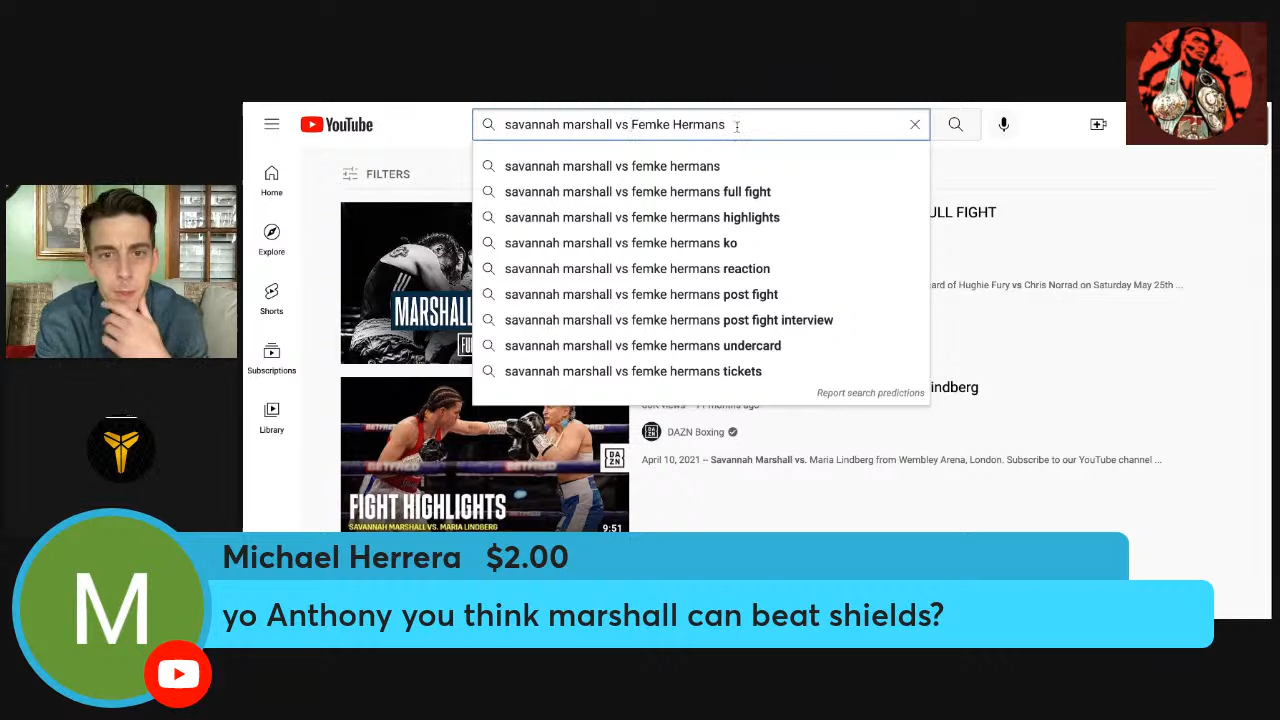 YouTube
savannah marshall vs Femke Hermans
Home
Explore
Shorts
Subscriptions
Library
FILTERS
savannah marshall vs femke hermans
savannah marshall vs femke hermans full fight
savannah marshall vs femke hermans highlights
savannah marshall vs femke hermans ko
savannah marshall vs femke hermans reaction
savannah marshall vs femke hermans post fight
savannah marshall vs femke hermans post fight interview
savannah marshall vs femke hermans undercard
savannah marshall vs femke hermans tickets
Report search predictions
ULL FIGHT
ard of Hughie Fury vs Chris Norrad on Saturday May 25th ...
MARSHALL
FU
indberg
DAZN Boxing
April 10, 2021 -- Savannah Marshall vs. Maria Lindberg from Wembley Arena, London. Subscribe to our YouTube channel ...
BETFRED
DA
ZN
FIGHT HIGHLIGHTS
SAVANNAH MARSHALL VS. MARIA LINDBERG
9:51
M
Michael Herrera $2.00
yo Anthony you think marshall can beat shields?